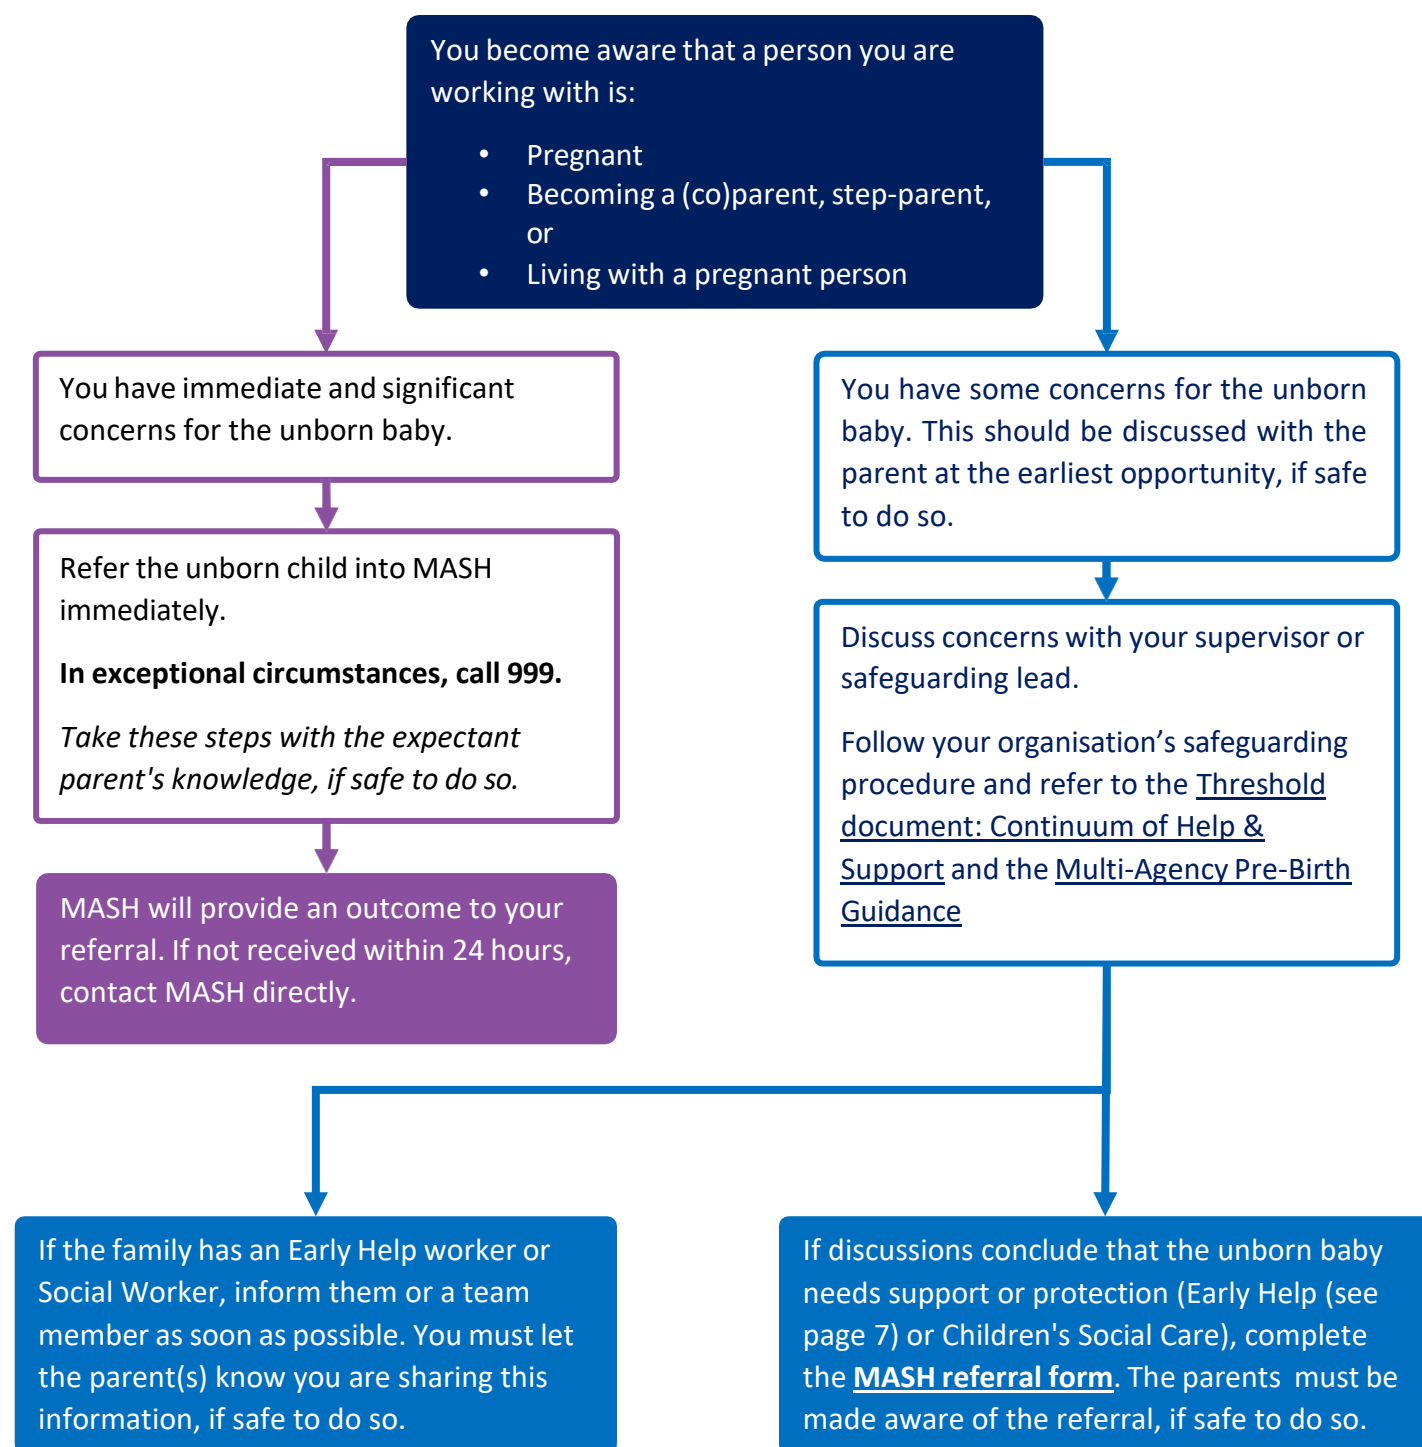 You become aware that a person you are
working with is:
• Pregnant
• Becoming a (co)parent, step-parent,
or
• Living with a pregnant person
You have immediate and significant
concerns for the unborn baby.
Refer the unborn child into MASH
immediately.
In exceptional circumstances, call 999.
Take these steps with the expectant
parent's knowledge, if safe to do so.
MASH will provide an outcome to your
referral. If not received within 24 hours,
contact MASH directly.
You have some concerns for the unborn
baby. This should be discussed with the
parent at the earliest opportunity, if safe
to do so.
Discuss concerns with your supervisor or
safeguarding lead.
Follow your organisation’s safeguarding
procedure and refer to the Threshold
document: Continuum of Help &
Support and the Multi-Agency Pre-Birth
Guidance
If the family has an Early Help worker or
Social Worker, inform them or a team
member as soon as possible. You must let
the parent(s) know you are sharing this
information, if safe to do so.
If discussions conclude that the unborn baby
needs support or protection (Early Help (see
page 7) or Children's Social Care), complete
the MASH referral form. The parents must be
made aware of the referral, if safe to do so.